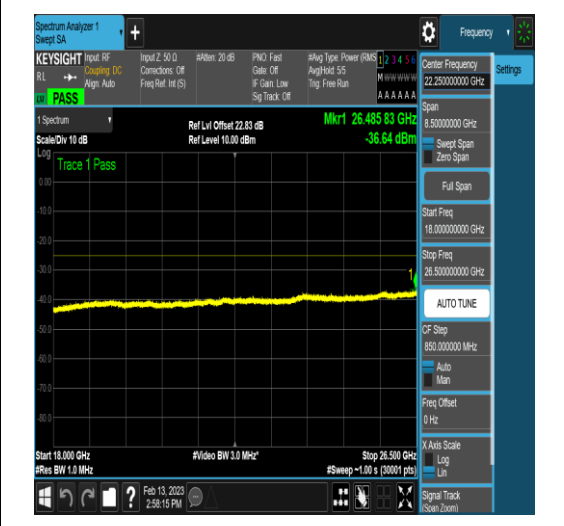 Spectrum Analyzer 1
Swept SA
Frequency
KEYSIGHT
RL
PASS
Input: RF
Coupling: DC
Align: Auto
Input Z: 50 Ω
Corrections: Off
Freq Ref: Int (S)
#Atten: 20 dB
PNO: Fast
Gate: Off
IF Gain: Low
Sig Track: Off
#Avg Type: Power (RMS
Avg|Hold: 5/5
Trig: Free Run
1 2 3 4 5 6
M w w w w w
A A A A A A
1 Spectrum
Scale/Div 10 dB
Ref Lvl Offset 22.83 dB
Ref Level 10.00 dBm
Mkr1 26.485 83 GHz
-36.64 dBm
Log
Trace 1 Pass
0.00
-10.0
-20.0
-30.0
-40.0
-50.0
-60.0
-70.0
-80.0
1
Start 18.000 GHz
#Res BW 1.0 MHz
#Video BW 3.0 MHz*
Stop 26.500 GHz
#Sweep ~1.00 s (30001 pts)
Feb 13, 2023
2:58:15 PM
Center Frequency
22.250000000 GHz
Settings
Span
8.50000000 GHz
Swept Span
Zero Span
Full Span
Start Freq
18.000000000 GHz
Stop Freq
26.500000000 GHz
AUTO TUNE
CF Step
850.000000 MHz
Auto
Man
Freq Offset
0 Hz
X Axis Scale
Log
Lin
Signal Track
(Span Zoom)